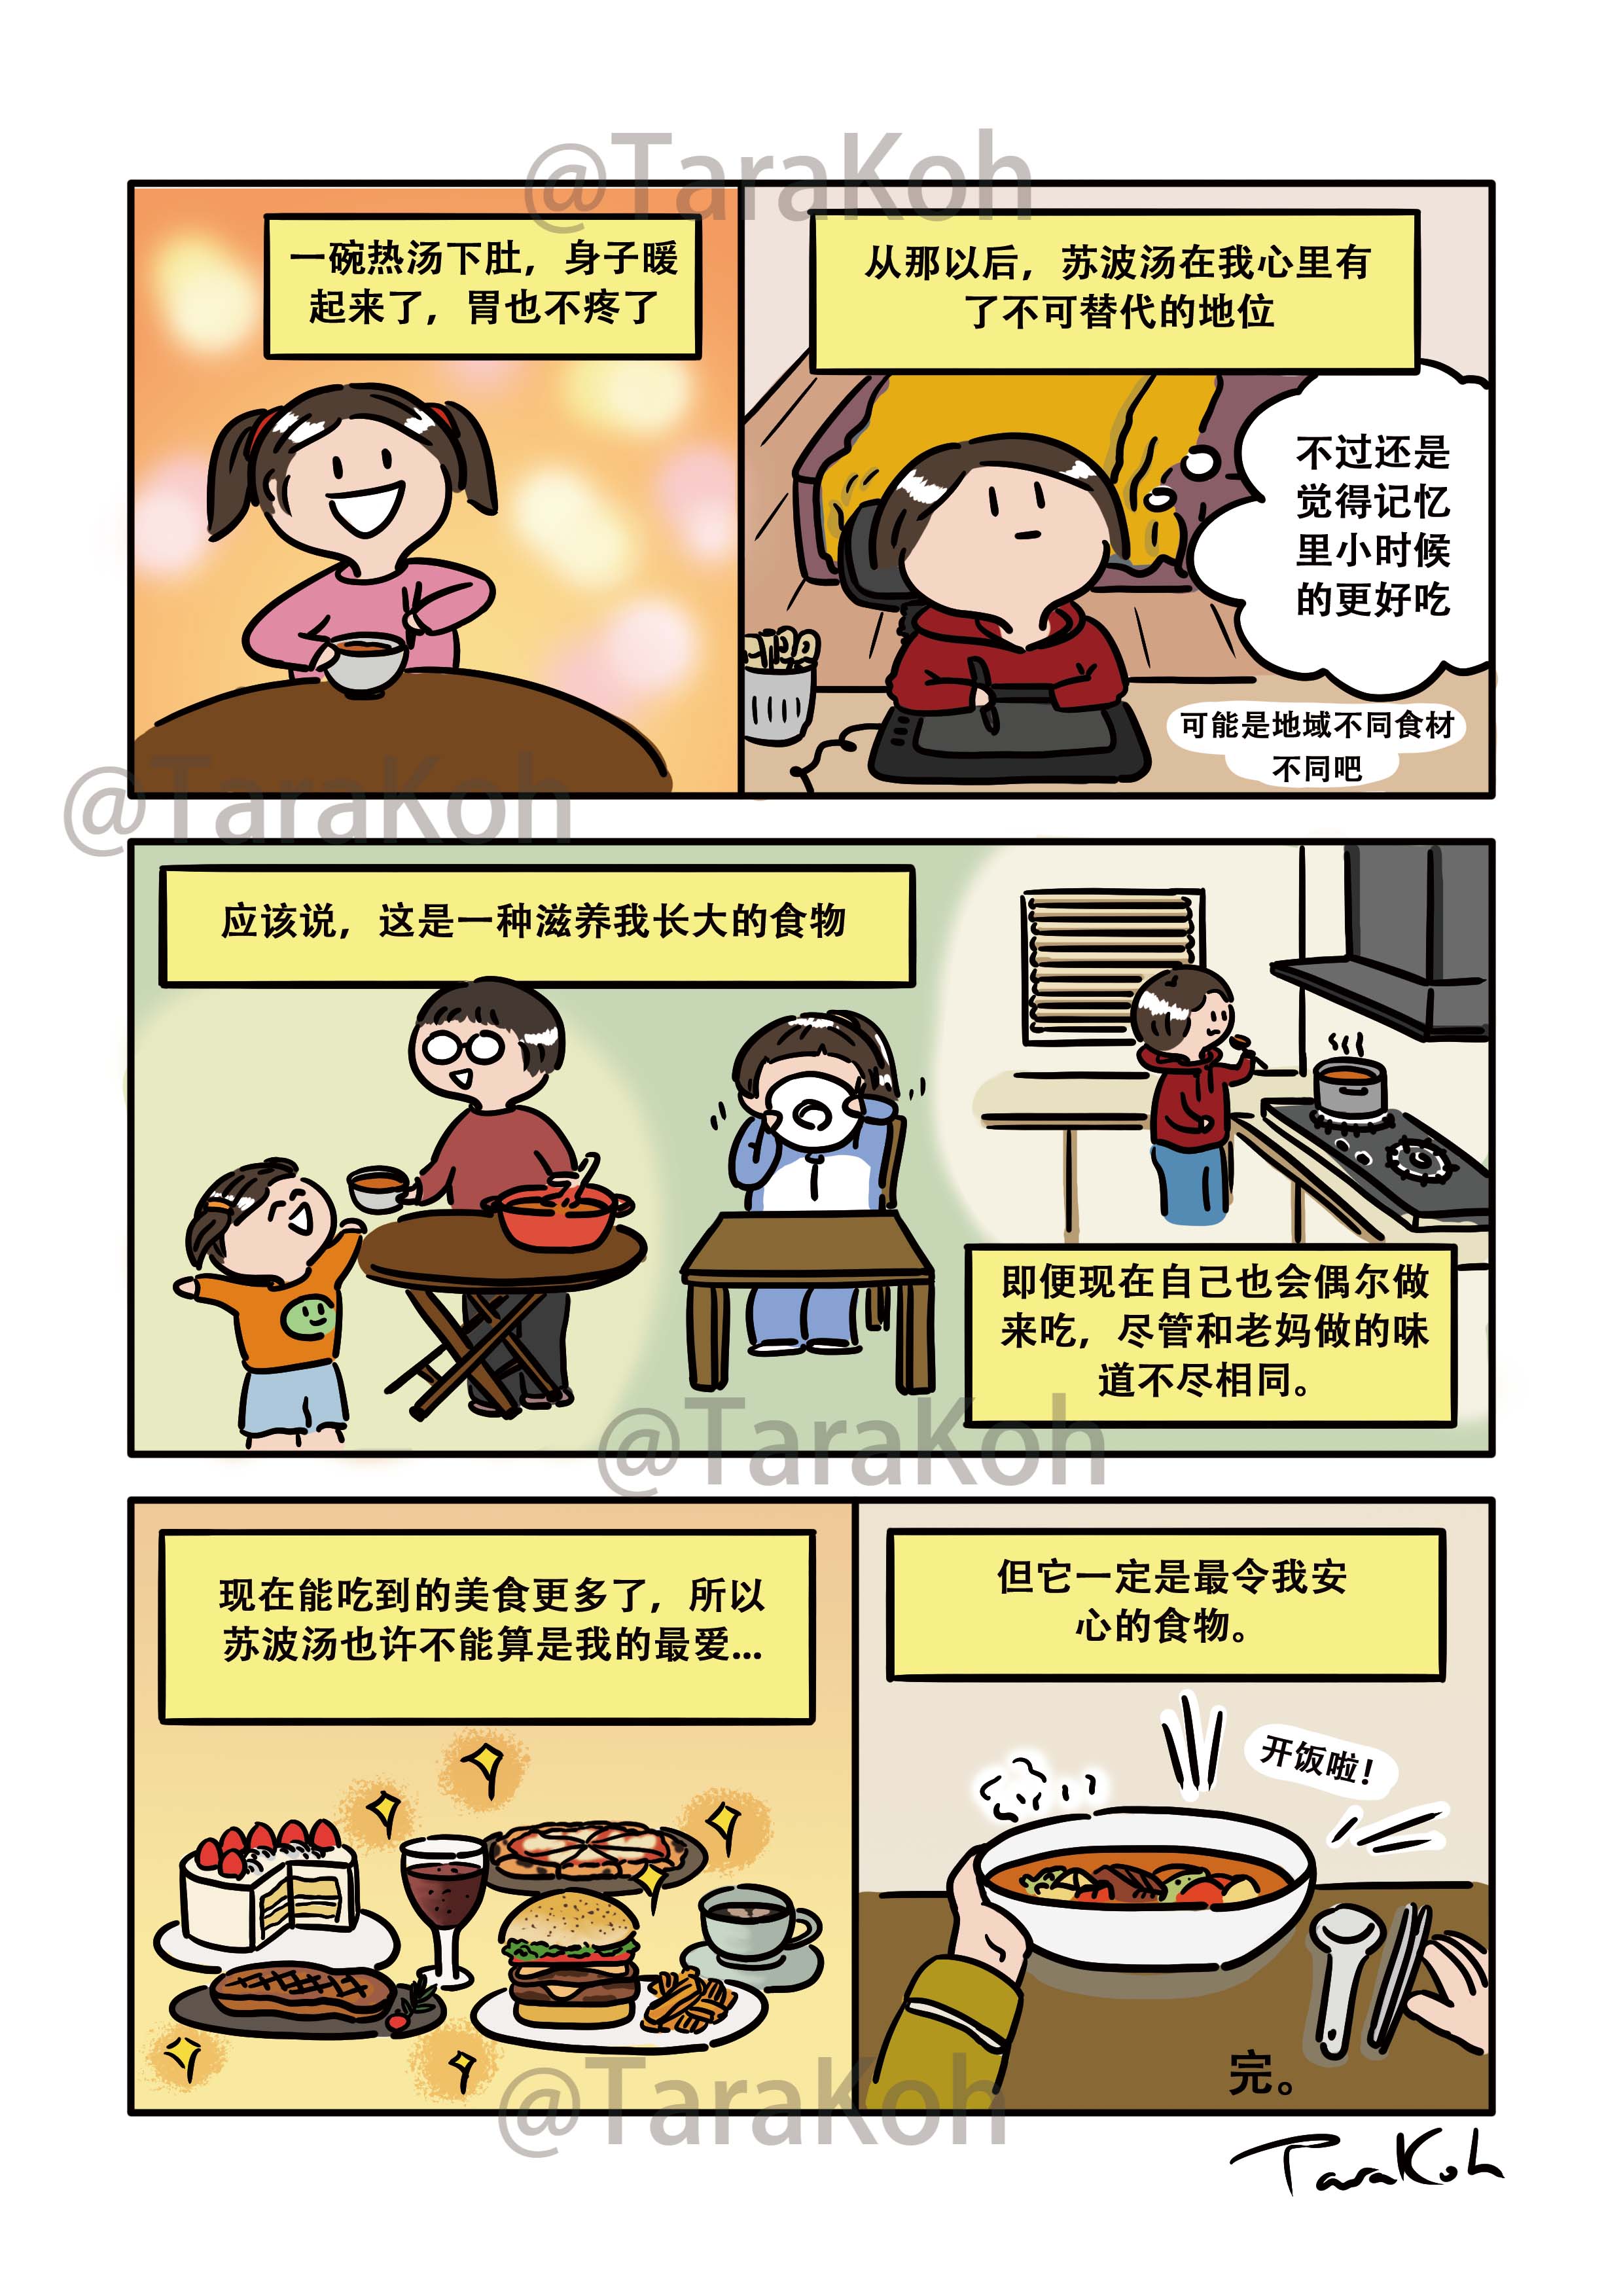 @TaraKoh
一碗热汤下肚，身子暖
起来了，胃也不疼了
从那以后，苏波汤在我心里有
了不可替代的地位
不过还是
觉得记忆
里小时候
的更好吃
可能是地域不同食材
不同吧
@TaraKoh
应该说，这是一种滋养我长大的食物
即便现在自己也会偶尔做
来吃，尽管和老妈做的味
道不尽相同。
@TaraKoh
现在能吃到的美食更多了，所以
苏波汤也许不能算是我的最爱...
但它一定是最令我安
心的食物。
开饭啦！
完。
@TaraKoh
TaraKoh